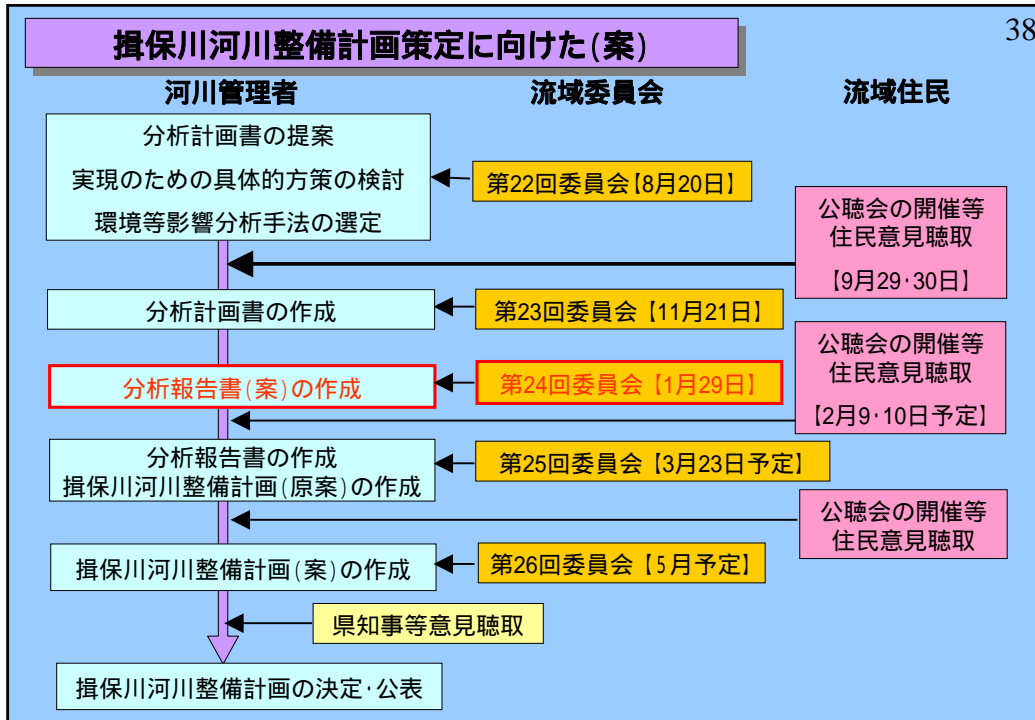 38
揖保川河川整備計画策定に向けた(案)
河川管理者
流域委員会
流域住民
分析計画書の提案
実現のための具体的方策の検討
環境等影響分析手法の選定
第22回委員会【8月20日】
公聴会の開催等
住民意見聴取
【9月29･30日】
分析計画書の作成
第23回委員会【11月21日】
公聴会の開催等
住民意見聴取
【2月9･10日予定】
分析報告書(案)の作成
第24回委員会【1月29日】
分析報告書の作成
揖保川河川整備計画(原案)の作成
第25回委員会【3月23日予定】
公聴会の開催等
住民意見聴取
揖保川河川整備計画(案)の作成
第26回委員会【5月予定】
県知事等意見聴取
揖保川河川整備計画の決定･公表